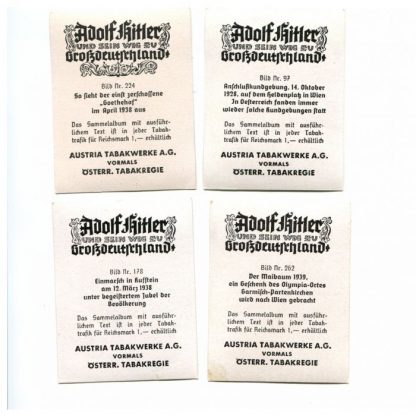 Adolf Hitler
UND SEIN WEG ZU
Großdeutschland
Bild Nr. 224
So sieht der einst zerschossene
„Goethehof"
im April 1938 aus
Das Sammelalbum mit ausführ-
lichem Text ist in jeder Tabak-
trafik für Reichsmark 1,— erhältlich
AUSTRIA TABAKWERKE A.G.
VORMALS
ÖSTERR. TABAKREGIE
Adolf Hitler
UND SEIN WEG ZU
Großdeutschland
Bild Nr. 97
Anschlußkundgebung, 14. Oktober
1928, auf dem Heldenplatz in Wien
In Oesterreich fanden immer
wieder solche Kundgebungen statt
Das Sammelalbum mit ausführ-
lichem Text ist in jeder Tabak-
trafik für Reichsmark 1,— erhältlich
AUSTRIA TABAKWERKE A.G.
VORMALS
ÖSTERR. TABAKREGIE
Adolf Hitler
UND SEIN WEG ZU
Großdeutschland
Bild Nr. 178
Einmarsch in Kufstein
am 12. März 1938
unter begeistertem Jubel der
Bevölkerung
Das Sammelalbum mit ausführ-
lichem Text ist in jeder Tabak-
trafik für Reichsmark 1,— erhältlich
AUSTRIA TABAKWERKE A.G.
VORMALS
ÖSTERR. TABAKREGIE
Adolf Hitler
UND SEIN WEG ZU
Großdeutschland
Bild Nr. 262
Der Maibaum 1939,
ein Geschenk des Olympia-Ortes
Garmisch-Partenkirchen
wird nach Wien gebracht
Das Sammelalbum mit ausführ-
lichem Text ist in jeder Tabak-
trafik für Reichsmark 1,— erhältlich
AUSTRIA TABAKWERKE A.G.
VORMALS
ÖSTERR. TABAKREGIE